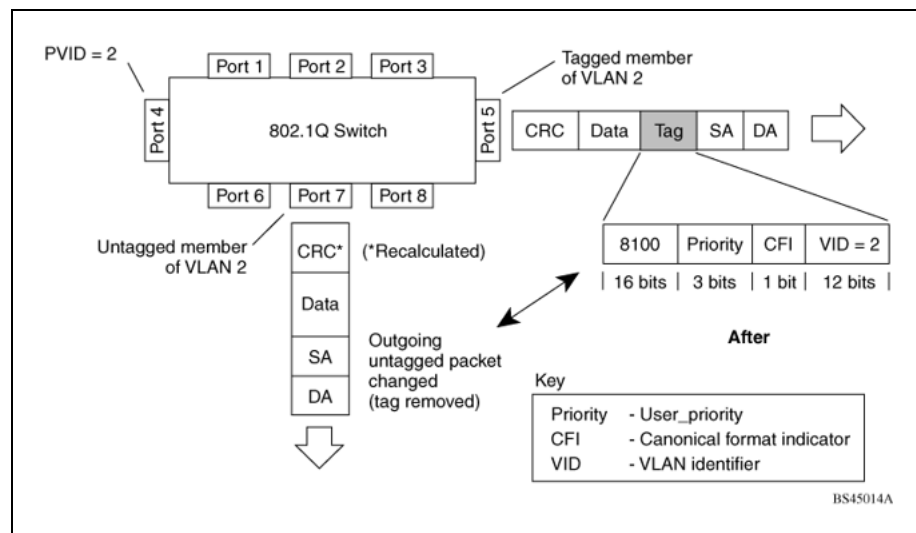 PVID = 2
Port 1
Port 2
Port 3
Tagged member
of VLAN 2
Port 4
802.1Q Switch
Port 5
CRC
Data
Tag
SA
DA
Port 6
Port 7
Port 8
Untagged member
of VLAN 2
CRC*
(*Recalculated)
Data
SA
DA
8100
Priority
CFI
VID = 2
16 bits
3 bits
1 bit
12 bits
After
Outgoing
untagged packet
changed
(tag removed)
Key
Priority - User_priority
CFI - Canonical format indicator
VID - VLAN identifier
BS45014A